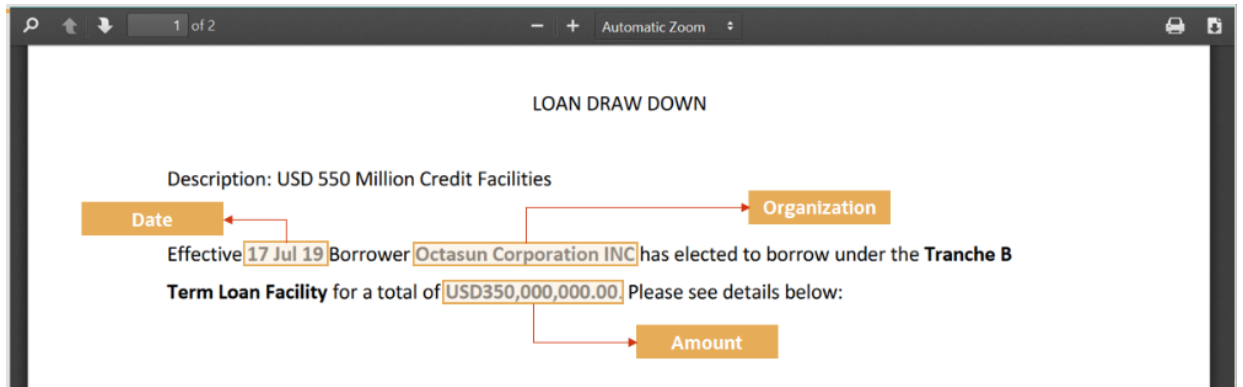 1 of 2 − + Automatic Zoom
LOAN DRAW DOWN
Description: USD 550 Million Credit Facilities
Date
Organization
Effective 17 Jul 19 Borrower Octasun Corporation INC has elected to borrow under the Tranche B
Term Loan Facility for a total of USD350,000,000.00. Please see details below:
Amount